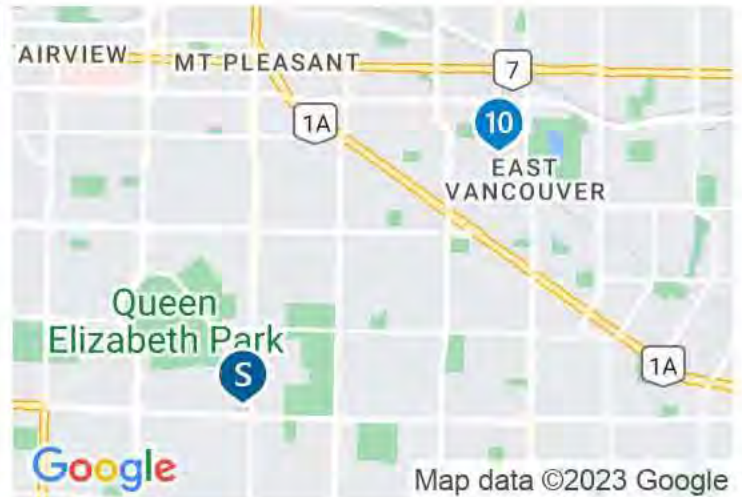 AIRVIEW
MT PLEASANT
7
1A
10
EAST
VANCOUVER
Queen
Elizabeth Park
S
1A
Google
Map data ©2023 Google